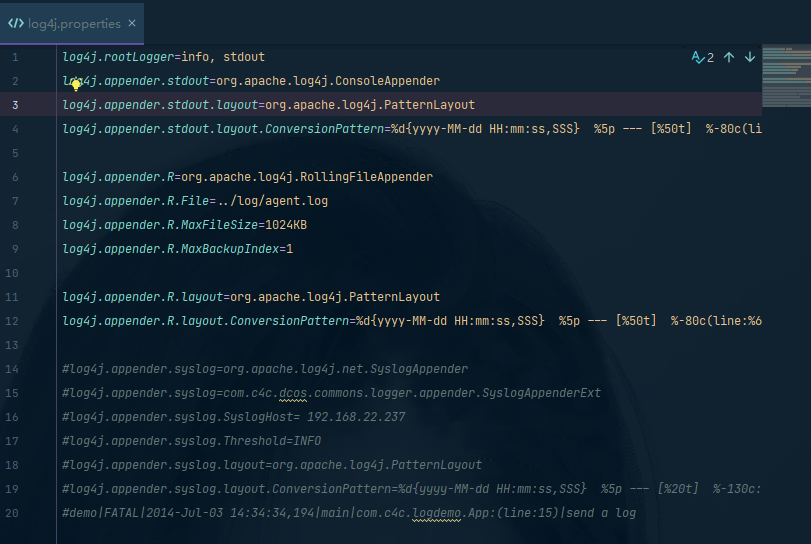 </> log4j.properties ×
1 log4j.rootLogger=info, stdout
2 log4j.appender.stdout=org.apache.log4j.ConsoleAppender
3 log4j.appender.stdout.layout=org.apache.log4j.PatternLayout
4 log4j.appender.stdout.layout.ConversionPattern=%d{yyyy-MM-dd HH:mm:ss,SSS}  %5p --- [%50t]  %-80c(li
5
6 log4j.appender.R=org.apache.log4j.RollingFileAppender
7 log4j.appender.R.File=../log/agent.log
8 log4j.appender.R.MaxFileSize=1024KB
9 log4j.appender.R.MaxBackupIndex=1
10
11 log4j.appender.R.layout=org.apache.log4j.PatternLayout
12 log4j.appender.R.layout.ConversionPattern=%d{yyyy-MM-dd HH:mm:ss,SSS}  %5p --- [%50t]  %-80c(line:%6
13
14 #log4j.appender.syslog=org.apache.log4j.net.SyslogAppender
15 #log4j.appender.syslog=com.c4c.dcos.commons.logger.appender.SyslogAppenderExt
16 #log4j.appender.syslog.SyslogHost= 192.168.22.237
17 #log4j.appender.syslog.Threshold=INFO
18 #log4j.appender.syslog.layout=org.apache.log4j.PatternLayout
19 #log4j.appender.syslog.layout.ConversionPattern=%d{yyyy-MM-dd HH:mm:ss,SSS}  %5p --- [%20t]  %-130c:
20 #demo|FATAL|2014-Jul-03 14:34:34,194|main|com.c4c.logdemo.App:(line:15)|send a log
2